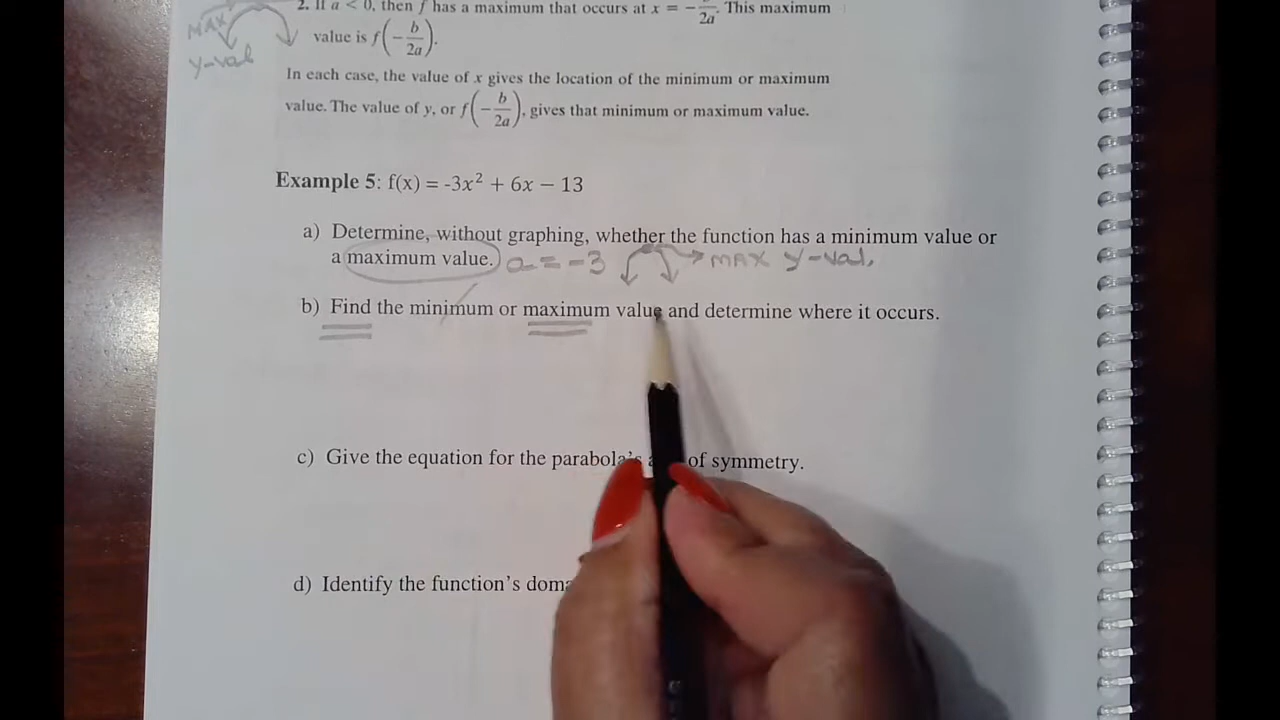 2. If a < 0, then f has a maximum that occurs at x = -b/2a. This maximum
MAX
value is f(-b/2a).
y-val
In each case, the value of x gives the location of the minimum or maximum
value. The value of y, or f(-b/2a), gives that minimum or maximum value.
Example 5: f(x) = -3x² + 6x − 13
a) Determine, without graphing, whether the function has a minimum value or
a maximum value. a = -3 MAX y-val.
b) Find the minimum or maximum value and determine where it occurs.
c) Give the equation for the parabola's of symmetry.
d) Identify the function's